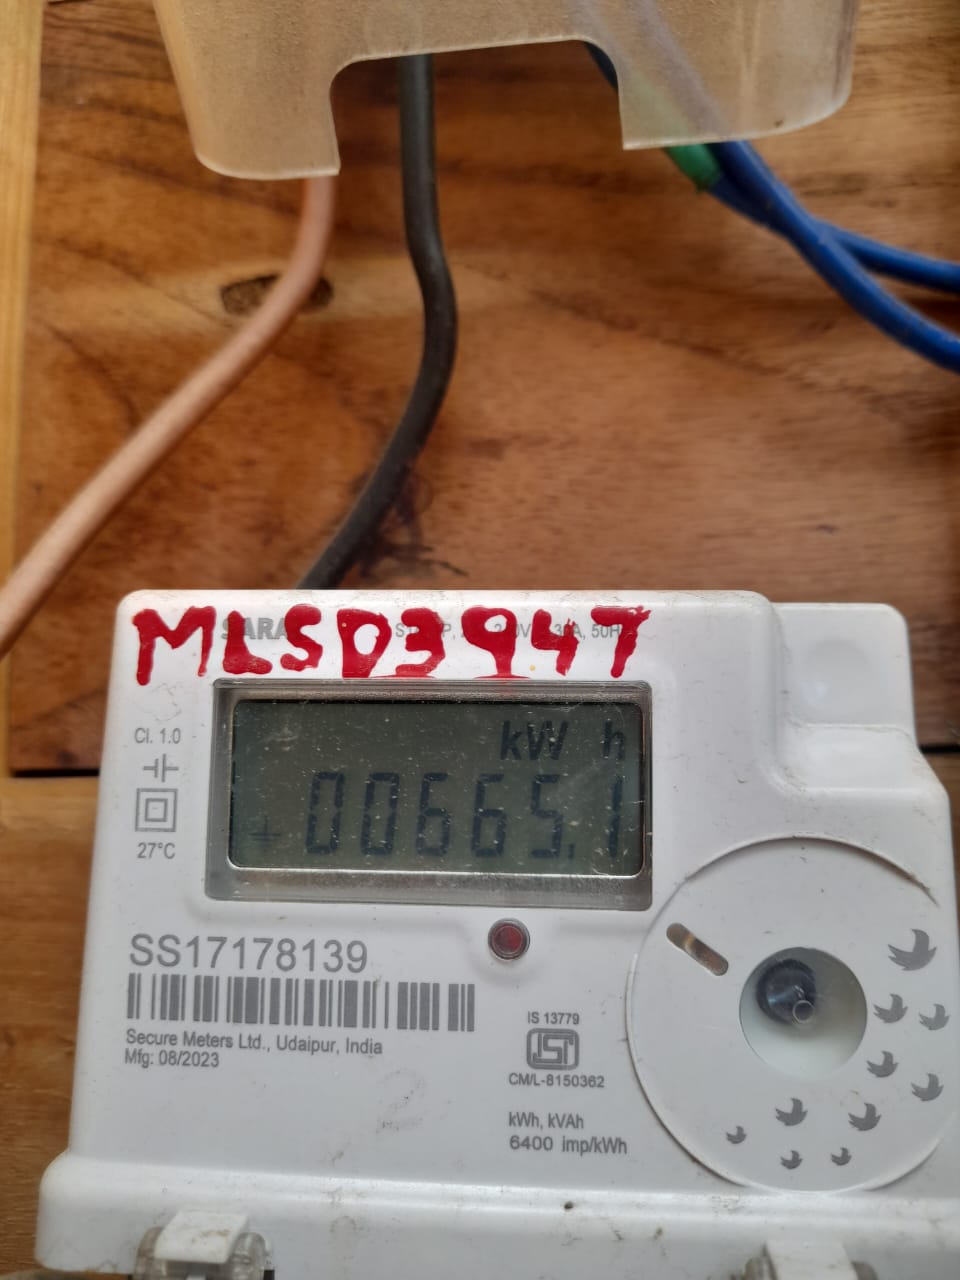 MLSD3947
kW h
00665.1
Cl. 1.0
27°C
SS17178139
Secure Meters Ltd., Udaipur, India
Mfg: 08/2023
IS 13779
ISI
CM/L-8150362
kWh, kVAh
6400 imp/kWh